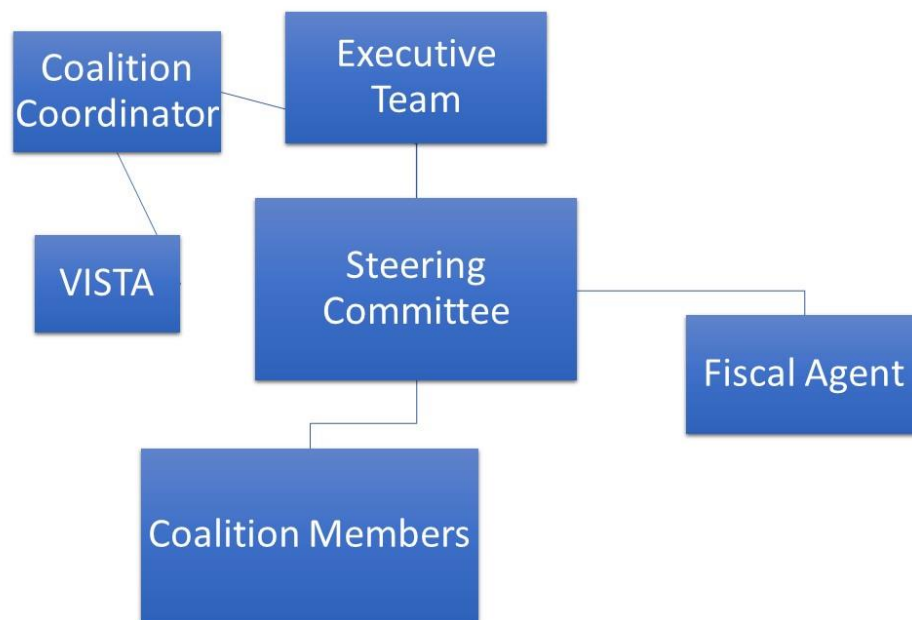 Coalition
Coordinator
Executive
Team
VISTA
Steering
Committee
Fiscal Agent
Coalition Members